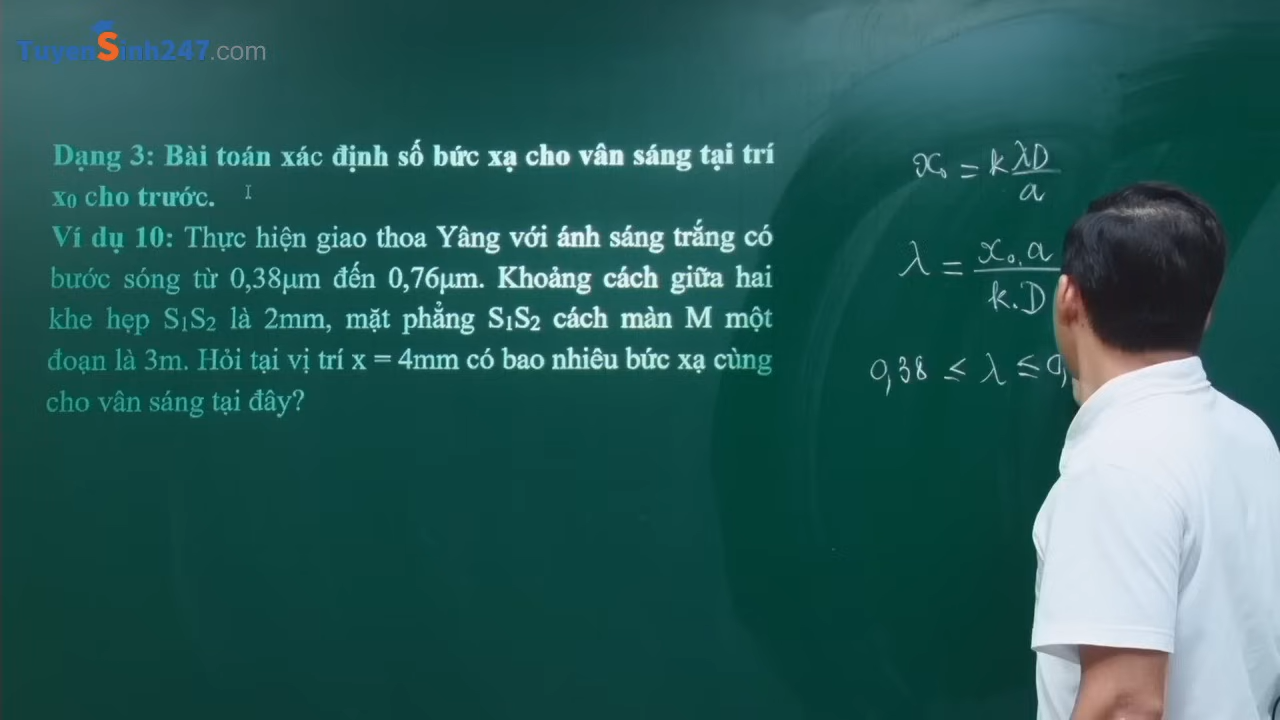 TuyenSinh247.com
Dạng 3: Bài toán xác định số bức xạ cho vân sáng tại trí
x₀ cho trước.
Ví dụ 10: Thực hiện giao thoa Yâng với ánh sáng trắng có
bước sóng từ 0,38μm đến 0,76μm. Khoảng cách giữa hai
khe hẹp S₁S₂ là 2mm, mặt phẳng S₁S₂ cách màn M một
đoạn là 3m. Hỏi tại vị trí x = 4mm có bao nhiêu bức xạ cùng
cho vân sáng tại đây?
x₀ = k λD/a
λ = x₀.a/k.D
0,38 ≤ λ ≤ 0,